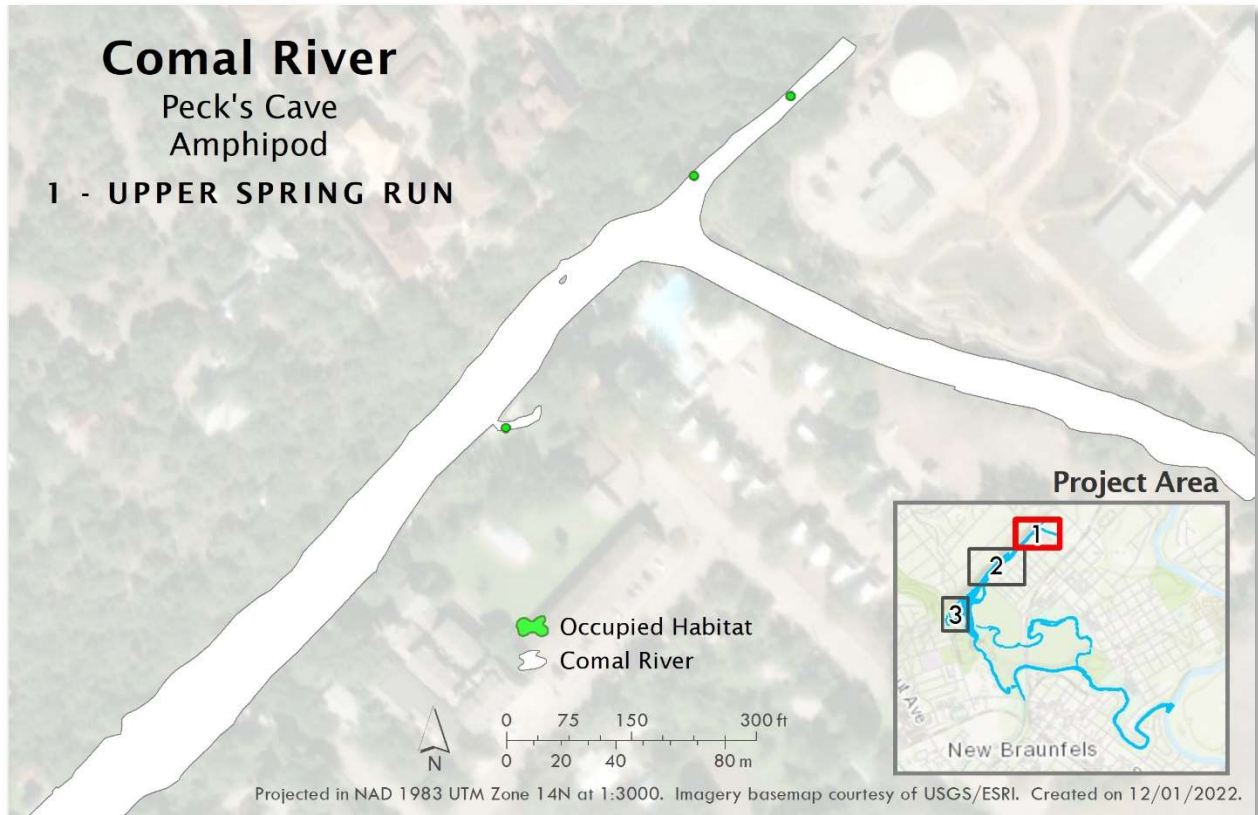 Comal River
Peck's Cave
Amphipod
1 - UPPER SPRING RUN
Project Area
1
2
3
Ave
New Braunfels
Occupied Habitat
Comal River
0 75 150 300 ft
0 20 40 80 m
N
Projected in NAD 1983 UTM Zone 14N at 1:3000. Imagery basemap courtesy of USGS/ESRI. Created on 12/01/2022.